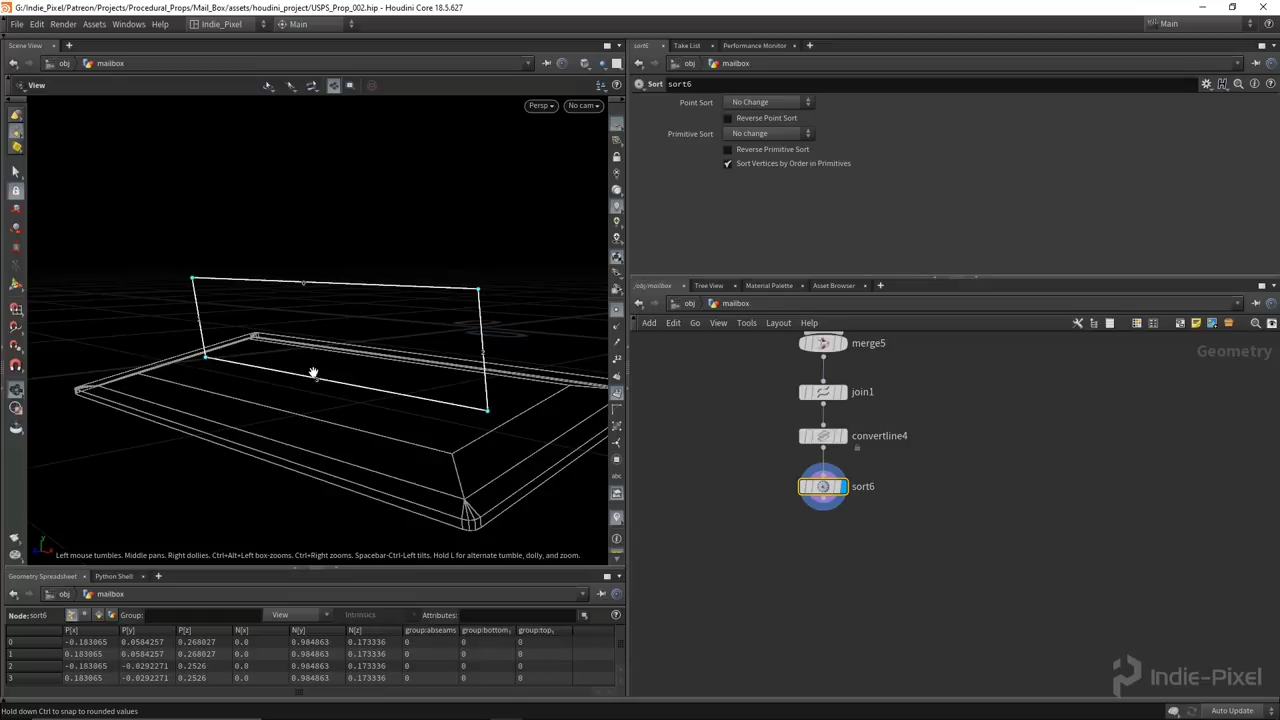 G:/Indie_Pixel/Patreon/Projects/Procedural_Props/Mail_Box/assets/houdini_project/USPS_Prop_002.hip - Houdini Core 18.5.627
File Edit Render Assets Windows Help Indie_Pixel Main Main
Scene View
sort6 Take List Performance Monitor
obj mailbox
obj mailbox
View
Sort sort6
Persp No cam
Point Sort No Change
Reverse Point Sort
Primitive Sort No change
Reverse Primitive Sort
Sort Vertices by Order in Primitives
/obj/mailbox Tree View Material Palette Asset Browser
obj mailbox
Add Edit Go View Tools Layout Help
Geometry
merge5
join1
convertline4
sort6
Left mouse tumbles. Middle pans. Right dollies. Ctrl+Alt+Left box-zooms. Ctrl+Right zooms. Spacebar-Ctrl-Left tilts. Hold L for alternate tumble, dolly, and zoom.
Geometry Spreadsheet Python Shell
obj mailbox
Node: sort6 Group: View Intrinsics Attributes:
P[x] P[y] P[z] N[x] N[y] N[z] group:abseams group:bottom group:top
0 -0.183065 0.0584257 0.268027 0.0 0.984863 0.173336 0 0 0
1 0.183065 0.0584257 0.268027 0.0 0.984863 0.173336 0 0 0
2 -0.183065 -0.0292271 0.2526 0.0 0.984863 0.173336 0 0 0
3 0.183065 -0.0292271 0.2526 0.0 0.984863 0.173336 0 0 0
Indie-Pixel
Hold down Ctrl to snap to rounded values
Auto Update